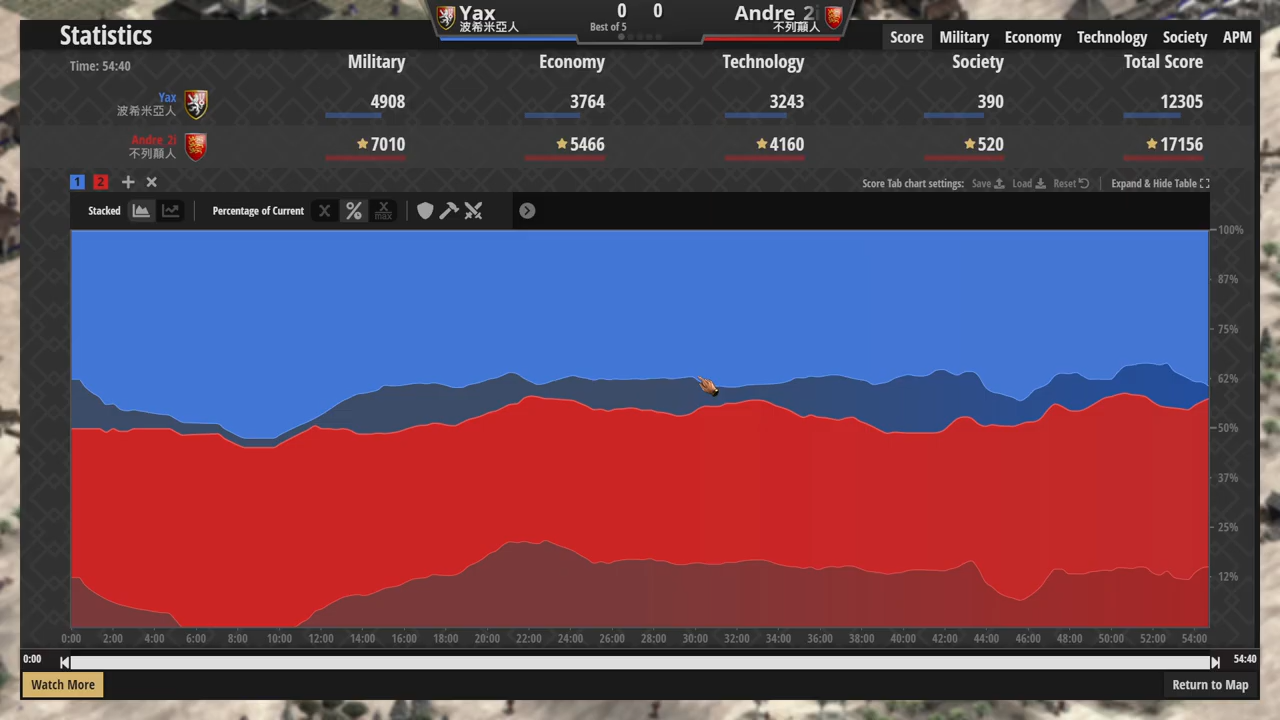 Yax
波希米亞人
0 0
Best of 5
Andre_2i
不列顛人
Statistics
Score Military Economy Technology Society APM
Time: 54:40
Military Economy Technology Society Total Score
Yax
波希米亞人
4908 3764 3243 390 12305
Andre_2i
不列顛人
7010 5466 4160 520 17156
1 2
Score Tab chart settings: Save Load Reset Expand & Hide Table
Stacked Percentage of Current X % X max
100%
87%
75%
62%
50%
37%
25%
12%
0:00 2:00 4:00 6:00 8:00 10:00 12:00 14:00 16:00 18:00 20:00 22:00 24:00 26:00 28:00 30:00 32:00 34:00 36:00 38:00 40:00 42:00 44:00 46:00 48:00 50:00 52:00 54:00
0:00 54:40
Watch More Return to Map